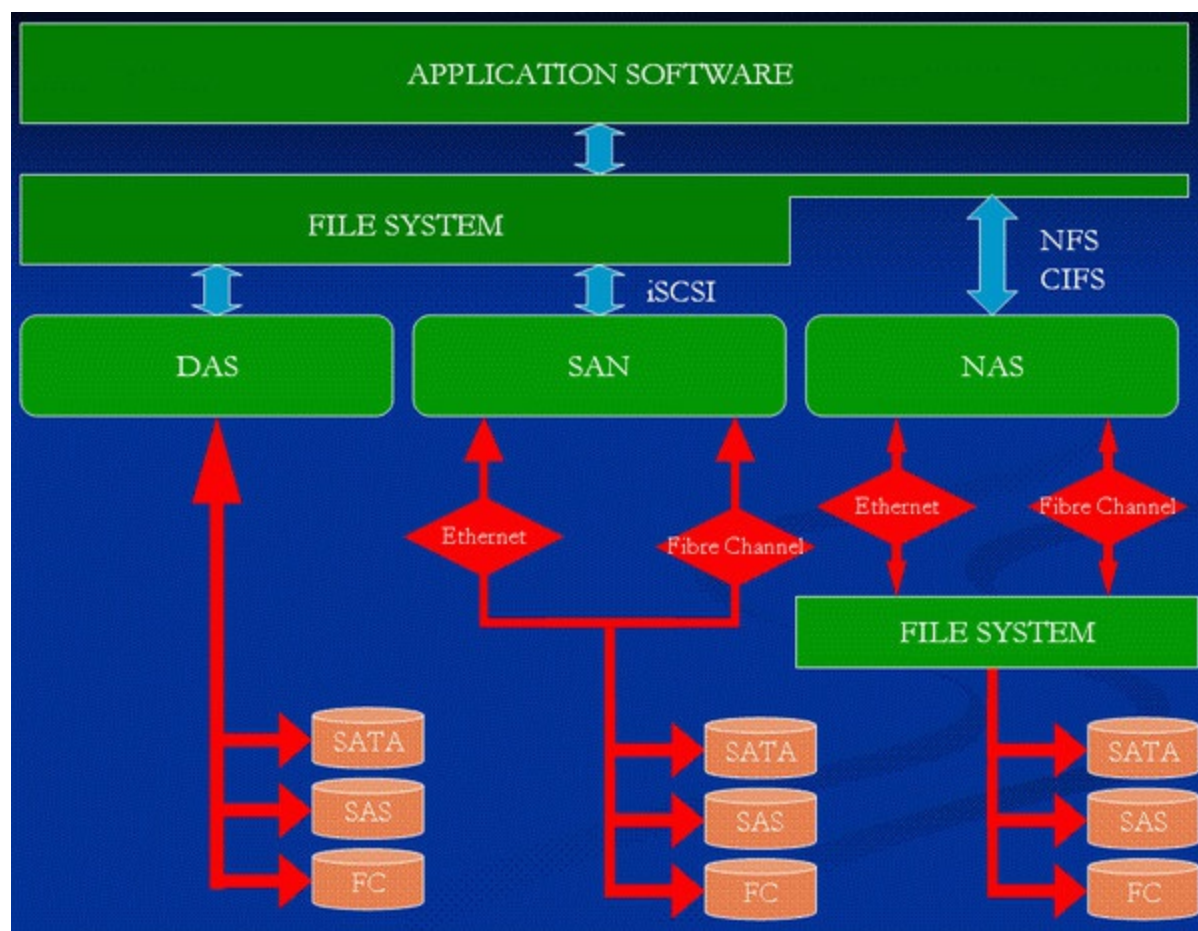 APPLICATION SOFTWARE
FILE SYSTEM
NFS
CIFS
iSCSI
DAS
SAN
NAS
Ethernet
Fibre Channel
Ethernet
Fibre Channel
FILE SYSTEM
SATA
SAS
FC
SATA
SAS
FC
SATA
SAS
FC